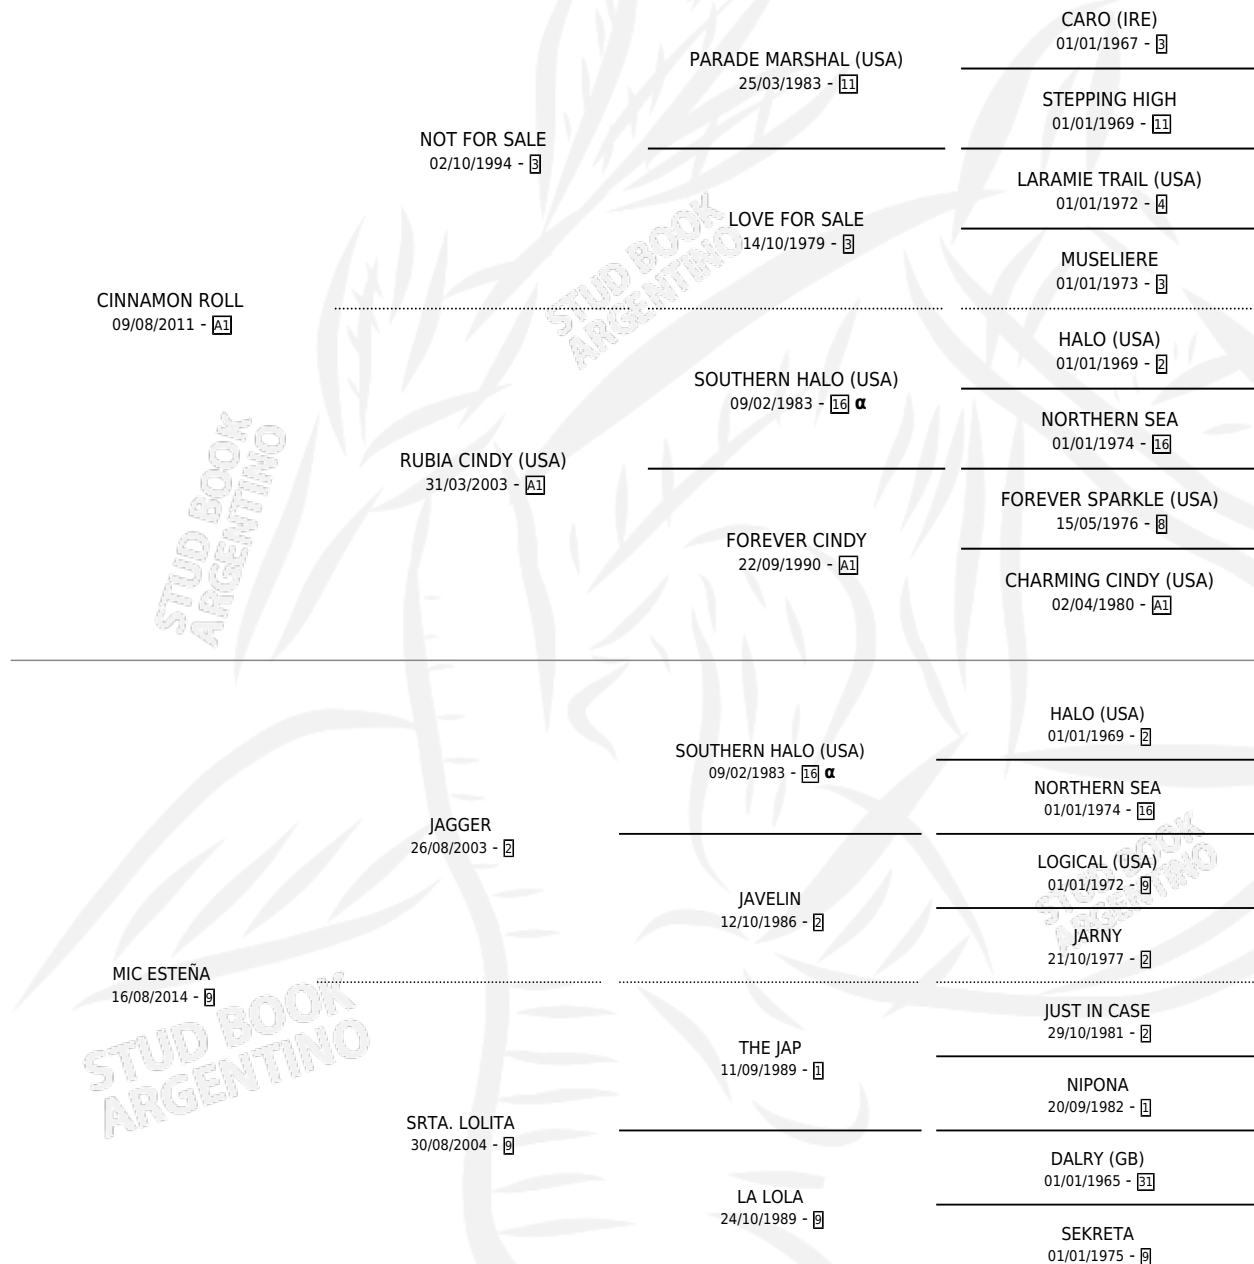 CARO (IRE)
01/01/1967 - 3
PARADE MARSHAL (USA)
25/03/1983 - 11
STEPPING HIGH
01/01/1969 - 11
NOT FOR SALE
02/10/1994 - 3
LARAMIE TRAIL (USA)
01/01/1972 - 4
LOVE FOR SALE
14/10/1979 - 3
MUSELIERE
01/01/1973 - 3
CINNAMON ROLL
09/08/2011 - A1
HALO (USA)
01/01/1969 - 2
SOUTHERN HALO (USA)
09/02/1983 - 16 α
NORTHERN SEA
01/01/1974 - 16
RUBIA CINDY (USA)
31/03/2003 - A1
FOREVER SPARKLE (USA)
15/05/1976 - 8
FOREVER CINDY
22/09/1990 - A1
CHARMING CINDY (USA)
02/04/1980 - A1
STUD BOOK
ARGENTINO
STUD BOOK
ARGENTINO
HALO (USA)
01/01/1969 - 2
SOUTHERN HALO (USA)
09/02/1983 - 16 α
NORTHERN SEA
01/01/1974 - 16
JAGGER
26/08/2003 - 2
LOGICAL (USA)
01/01/1972 - 9
JAVELIN
12/10/1986 - 2
JARNY
21/10/1977 - 2
MIC ESTEÑA
16/08/2014 - 9
JUST IN CASE
29/10/1981 - 2
THE JAP
11/09/1989 - 1
NIPONA
20/09/1982 - 1
SRTA. LOLITA
30/08/2004 - 9
DALRY (GB)
01/01/1965 - 31
LA LOLA
24/10/1989 - 9
SEKRETA
01/01/1975 - 9
STUD BOOK
ARGENTINO
STUD BOOK
ARGENTINO